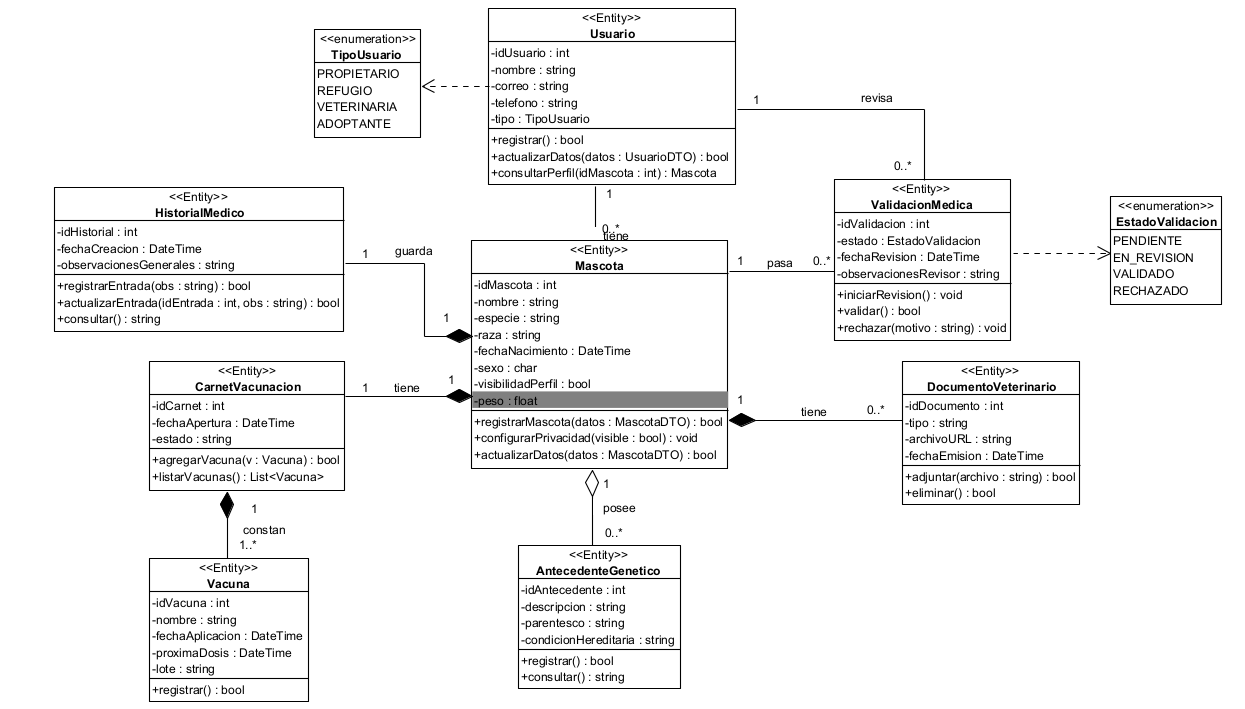 <<Entity>>
Usuario
-idUsuario : int
-nombre : string
-correo : string
-telefono : string
-tipo : TipoUsuario
+registrar() : bool
+actualizarDatos(datos : UsuarioDTO) : bool
+consultarPerfil(idMascota : int) : Mascota
<<enumeration>>
TipoUsuario
PROPIETARIO
REFUGIO
VETERINARIA
ADOPTANTE
1
revisa
0..*
1
0..*
tiene
<<Entity>>
HistorialMedico
-idHistorial : int
-fechaCreacion : DateTime
-observacionesGenerales : string
+registrarEntrada(obs : string) : bool
+actualizarEntrada(idEntrada : int, obs : string) : bool
+consultar() : string
1
guarda
1
<<Entity>>
Mascota
-idMascota : int
-nombre : string
-especie : string
-raza : string
-fechaNacimiento : DateTime
-sexo : char
-visibilidadPerfil : bool
-peso : float
+registrarMascota(datos : MascotaDTO) : bool
+configurarPrivacidad(visible : bool) : void
+actualizarDatos(datos : MascotaDTO) : bool
1
pasa
0..*
<<Entity>>
ValidacionMedica
-idValidacion : int
-estado : EstadoValidacion
-fechaRevision : DateTime
-observacionesRevisor : string
+iniciarRevision() : void
+validar() : bool
+rechazar(motivo : string) : void
<<enumeration>>
EstadoValidacion
PENDIENTE
EN_REVISION
VALIDADO
RECHAZADO
<<Entity>>
CarnetVacunacion
-idCarnet : int
-fechaApertura : DateTime
-estado : string
+agregarVacuna(v : Vacuna) : bool
+listarVacunas() : List<Vacuna>
1
tiene
1
1
tiene
0..*
<<Entity>>
DocumentoVeterinario
-idDocumento : int
-tipo : string
-archivoURL : string
-fechaEmision : DateTime
+adjuntar(archivo : string) : bool
+eliminar() : bool
1
constan
1..*
<<Entity>>
Vacuna
-idVacuna : int
-nombre : string
-fechaAplicacion : DateTime
-proximaDosis : DateTime
-lote : string
+registrar() : bool
1
posee
0..*
<<Entity>>
AntecedenteGenetico
-idAntecedente : int
-descripcion : string
-parentesco : string
-condicionHereditaria : string
+registrar() : bool
+consultar() : string